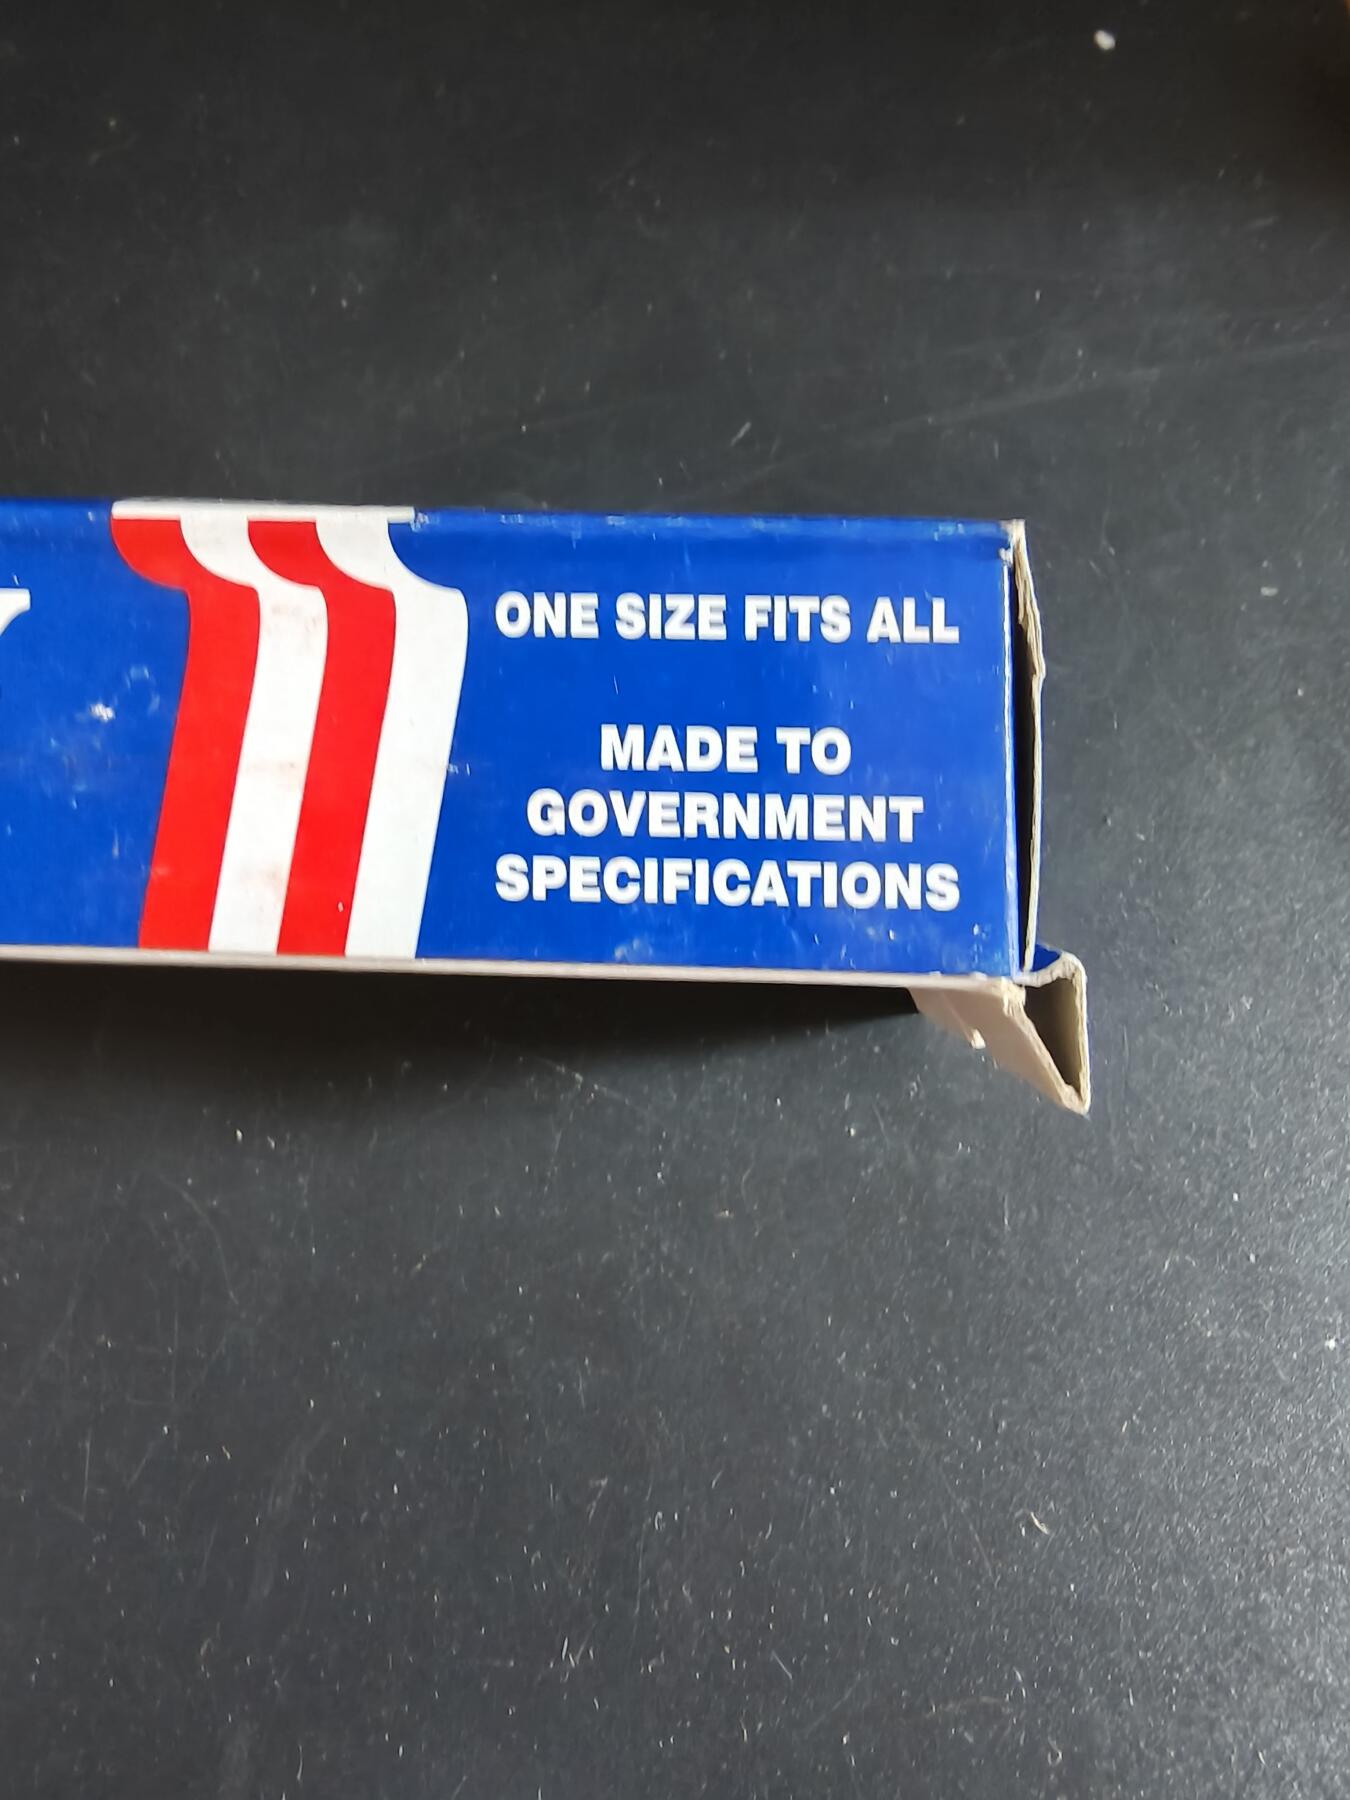 ONE SIZE FITS ALL
MADE TO
GOVERNMENT
SPECIFICATIONS